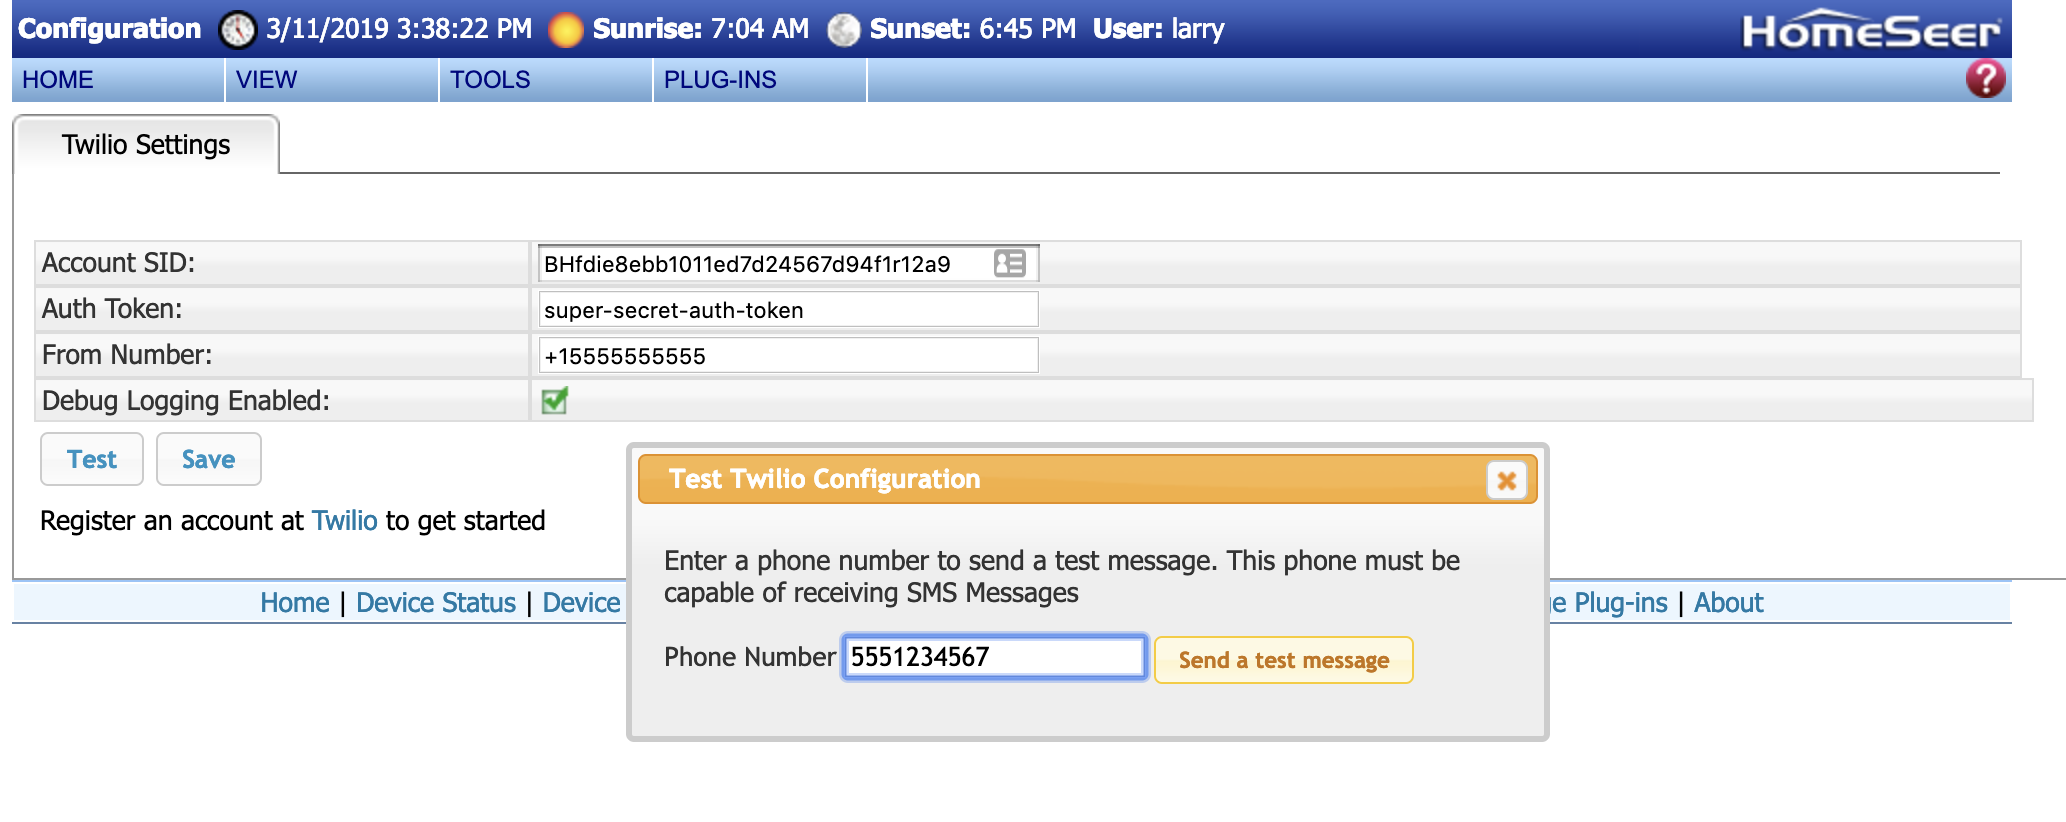 Configuration 3/11/2019 3:38:22 PM Sunrise: 7:04 AM Sunset: 6:45 PM User: larry HomeSeer
HOME VIEW TOOLS PLUG-INS ?
Twilio Settings
Account SID: BHfdie8ebb1011ed7d24567d94f1r12a9
Auth Token: super-secret-auth-token
From Number: +15555555555
Debug Logging Enabled:
Test Save
Register an account at Twilio to get started
Test Twilio Configuration
Enter a phone number to send a test message. This phone must be
capable of receiving SMS Messages
Phone Number 5551234567 Send a test message
Home | Device Status | Device Plug-ins | About